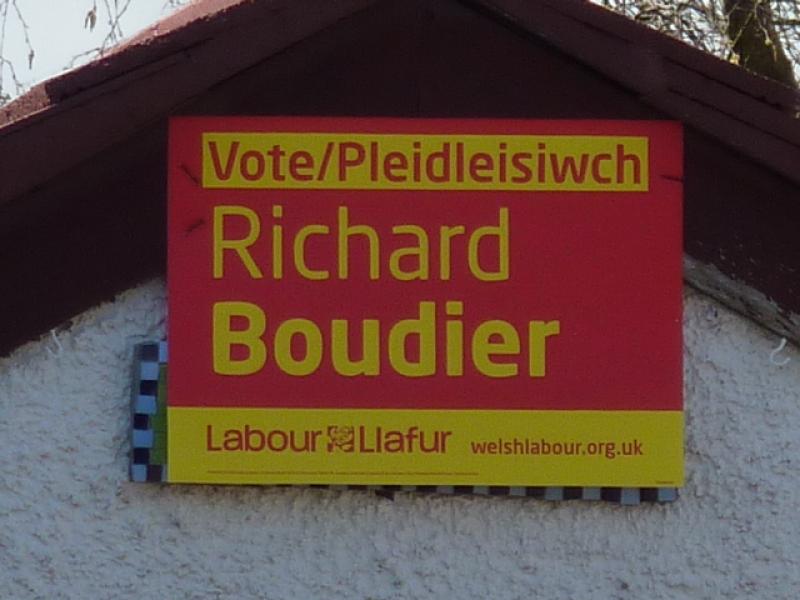 Vote/Pleidleisiwch
Richard
Boudier
Labour Llafur welshlabour.org.uk